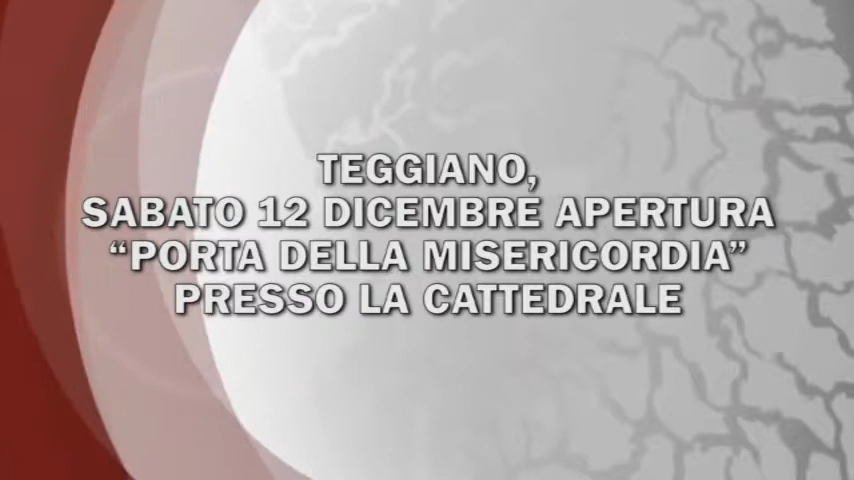 TEGGIANO,
SABATO 12 DICEMBRE APERTURA
“PORTA DELLA MISERICORDIA”
PRESSO LA CATTEDRALE